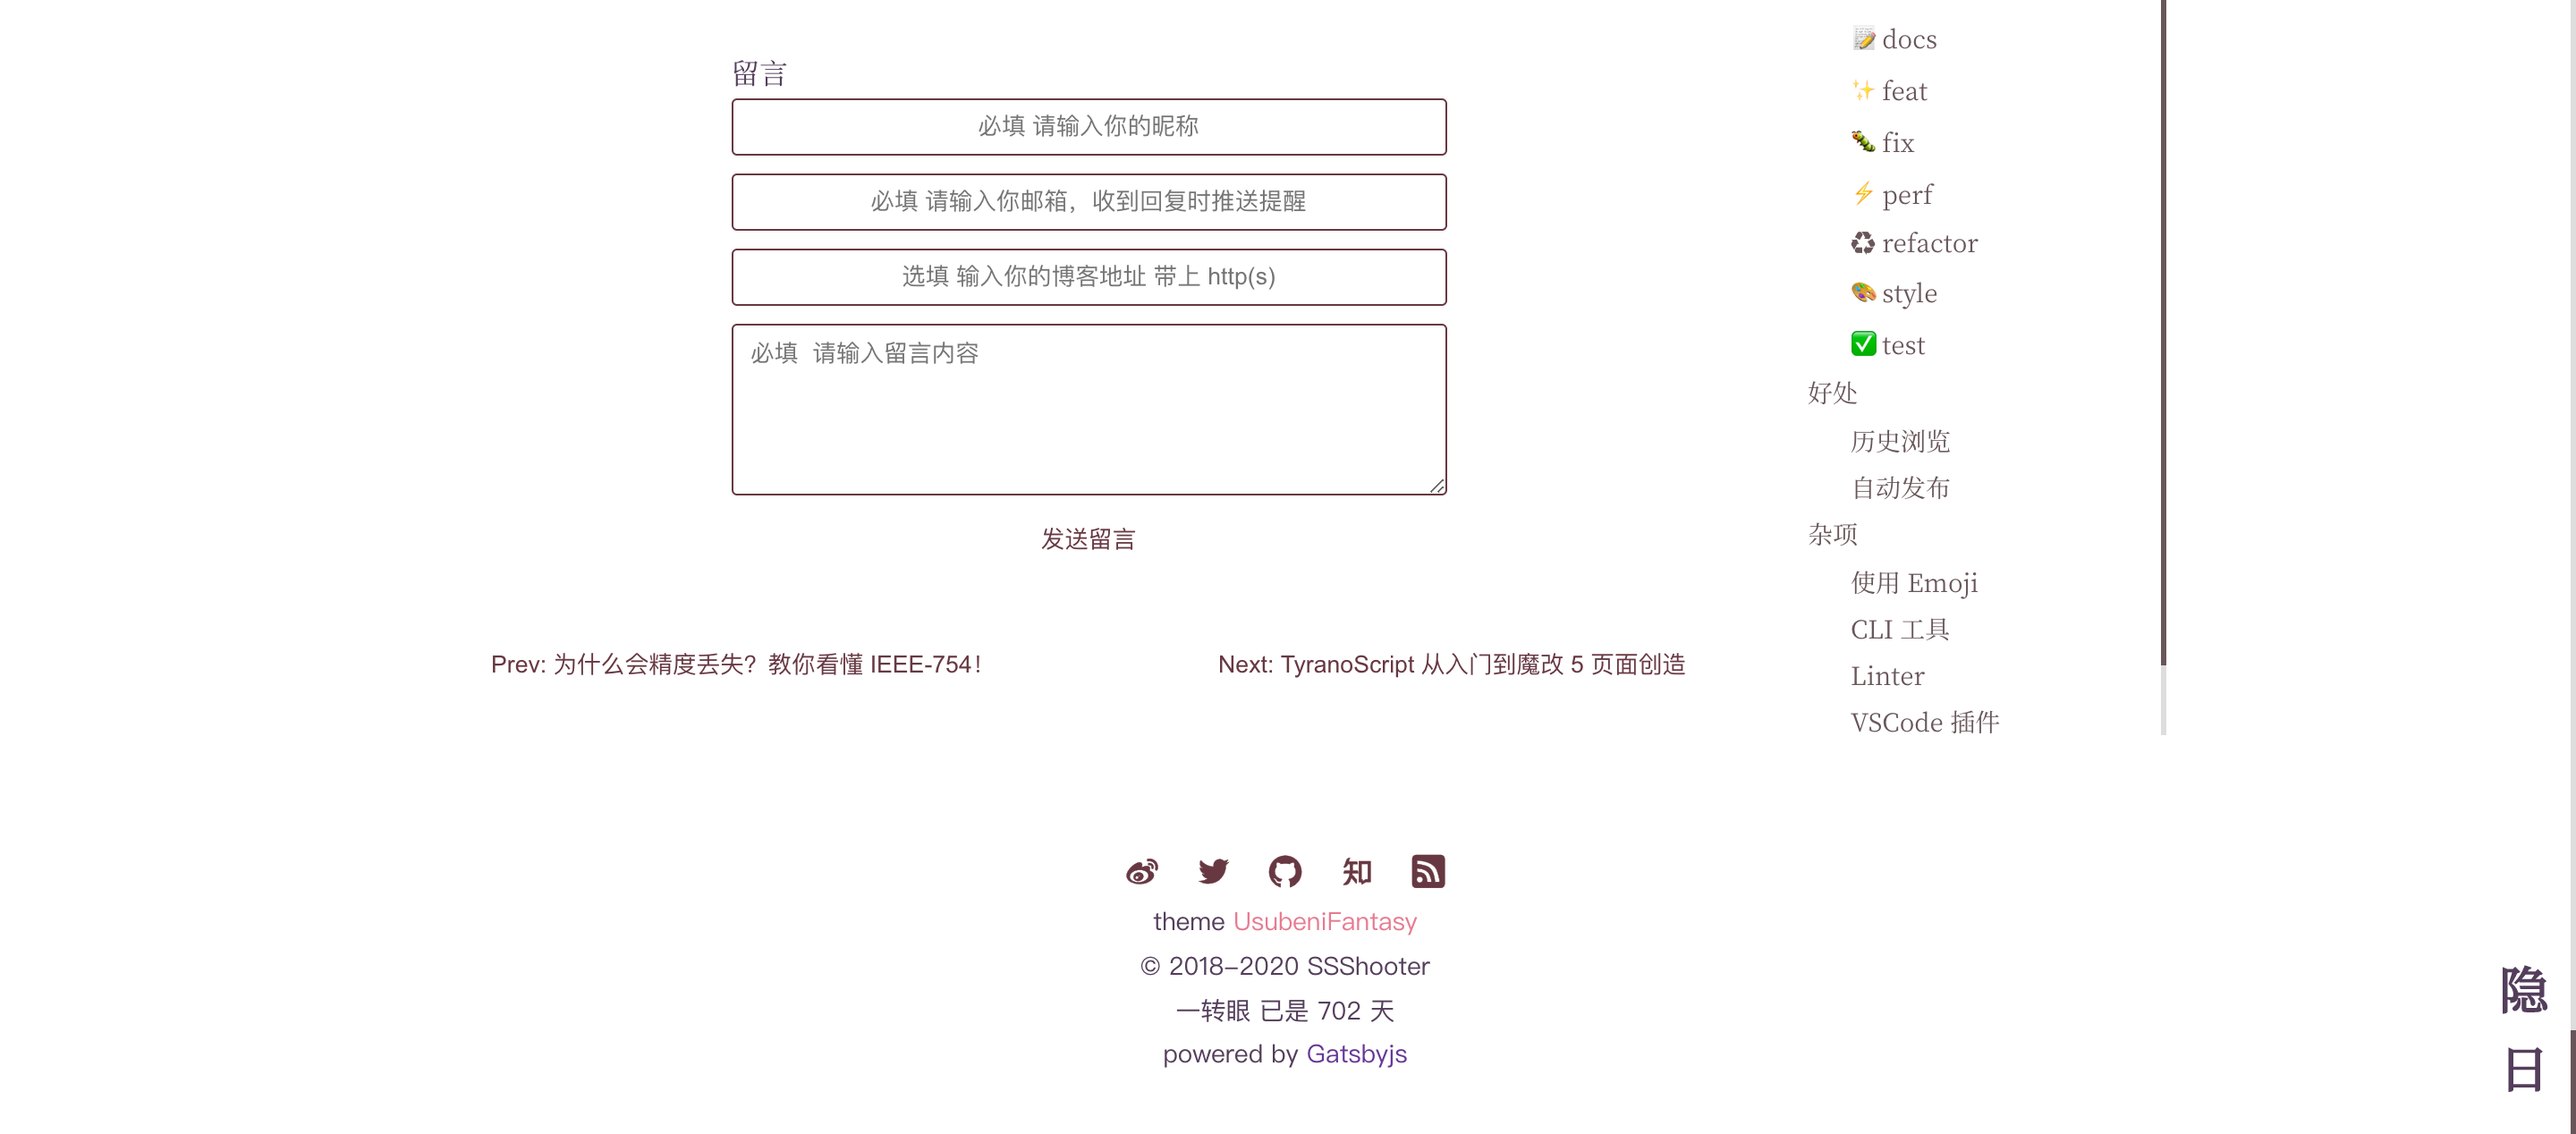 留言
必填 请输入你的昵称
必填 请输入你邮箱，收到回复时推送提醒
选填 输入你的博客地址 带上 http(s)
必填 请输入留言内容
发送留言
Prev: 为什么会精度丢失？教你看懂 IEEE-754！
Next: TyranoScript 从入门到魔改 5 页面创造
📝 docs
✨ feat
🐛 fix
⚡ perf
♻ refactor
🎨 style
✅ test
好处
历史浏览
自动发布
杂项
使用 Emoji
CLI 工具
Linter
VSCode 插件
知
theme UsubeniFantasy
© 2018-2020 SSShooter
一转眼 已是 702 天
powered by Gatsbyjs
隐
日